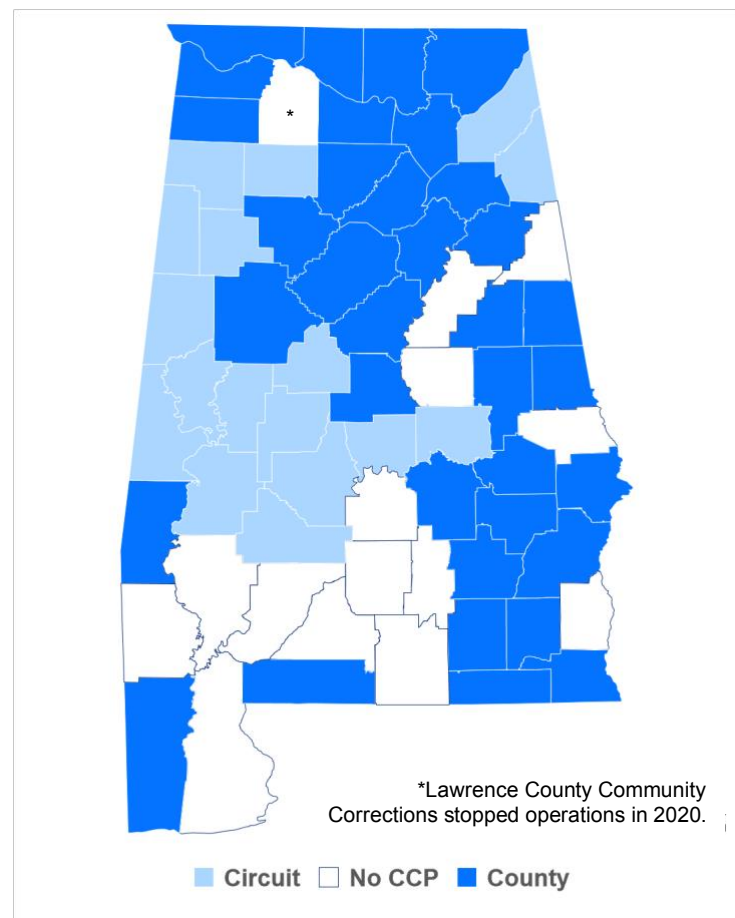 *
*Lawrence County Community
Corrections stopped operations in 2020.
Circuit No CCP County